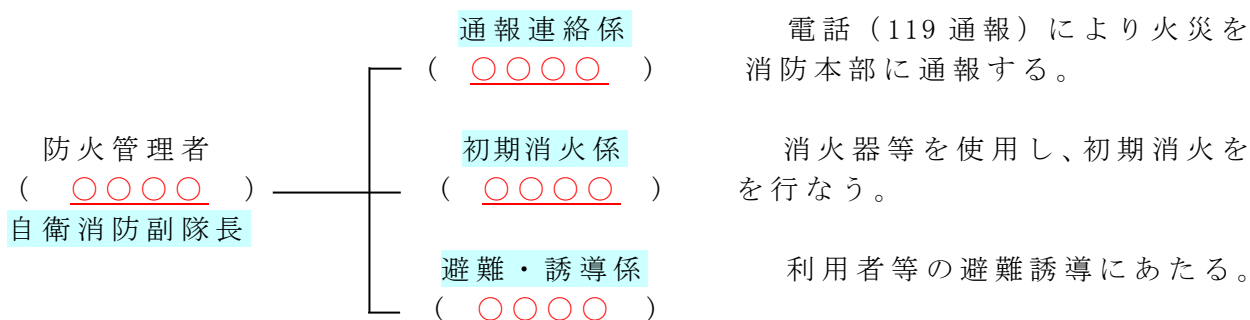 通報連絡係
電話（119 通報）により火災を
（ ○○○○ ）
消防本部に通報する。
防火管理者
初期消火係
消火器等を使用し、初期消火を
（ ○○○○ ）
（ ○○○○ ）
を行なう。
自衛消防副隊長
避難・誘導係
利用者等の避難誘導にあたる。
（ ○○○○ ）